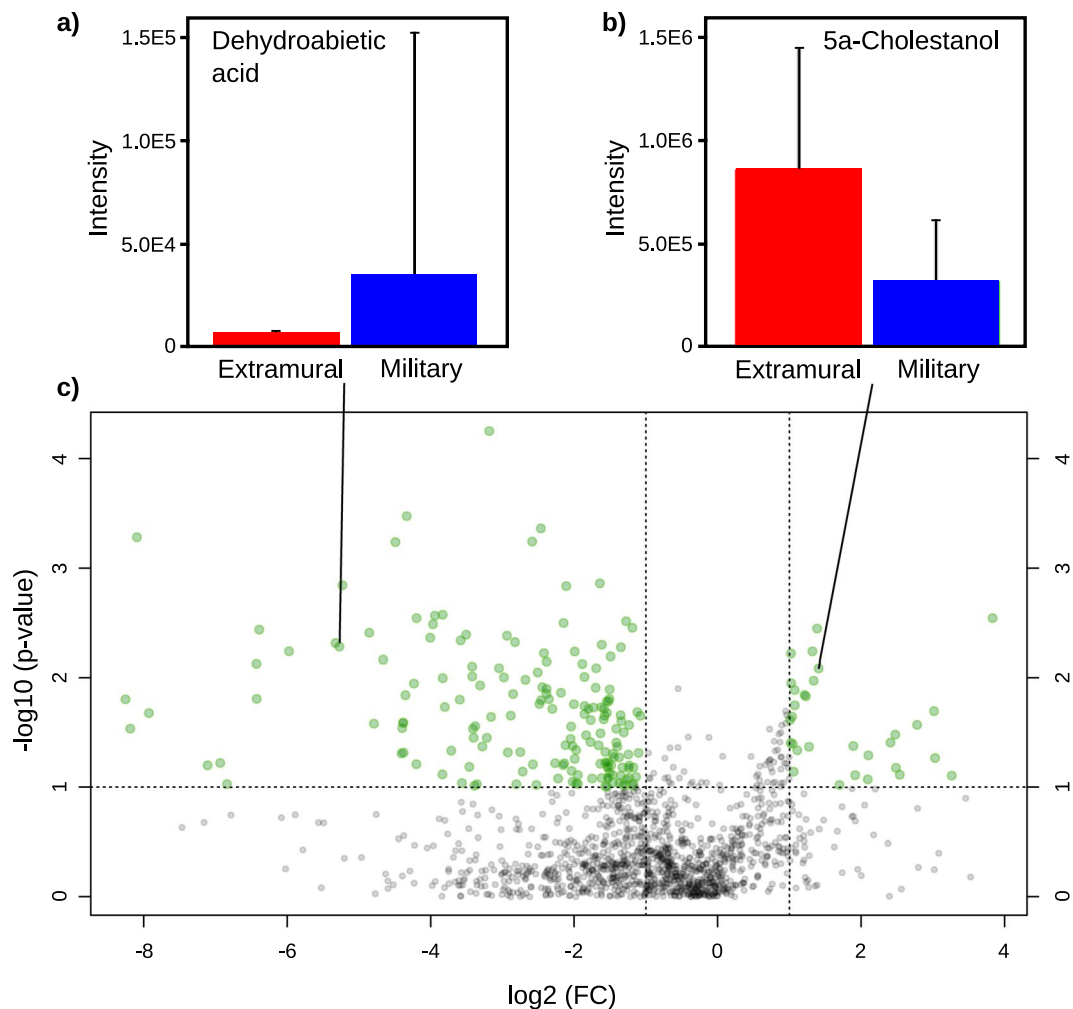 a)
1.5E5
1.0E5
5.0E4
0
Intensity
Dehydroabietic
acid
Extramural
Military
b)
1.5E6
1.0E6
5.0E5
0
Intensity
5a-Cholestanol
Extramural
Military
c)
4
3
2
1
0
-log10 (p-value)
4
3
2
1
0
-8 -6 -4 -2 0 2 4
log2 (FC)